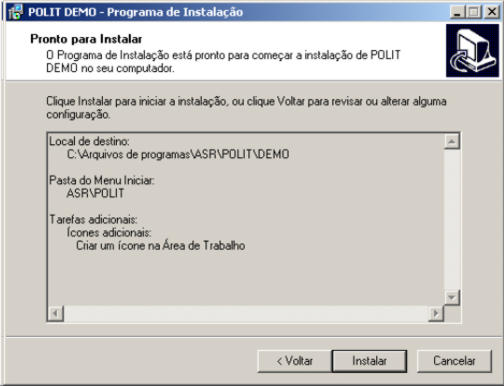 POLIT DEMO - Programa de Instalação
Pronto para Instalar
O Programa de Instalação está pronto para começar a instalação de POLIT
DEMO no seu computador.
Clique Instalar para iniciar a instalação, ou clique Voltar para revisar ou alterar alguma
configuração.
Local de destino:
C:\Arquivos de programas\ASR\POLIT\DEMO
Pasta do Menu Iniciar:
ASR\POLIT
Tarefas adicionais:
Ícones adicionais:
Criar um ícone na Área de Trabalho
< Voltar
Instalar
Cancelar